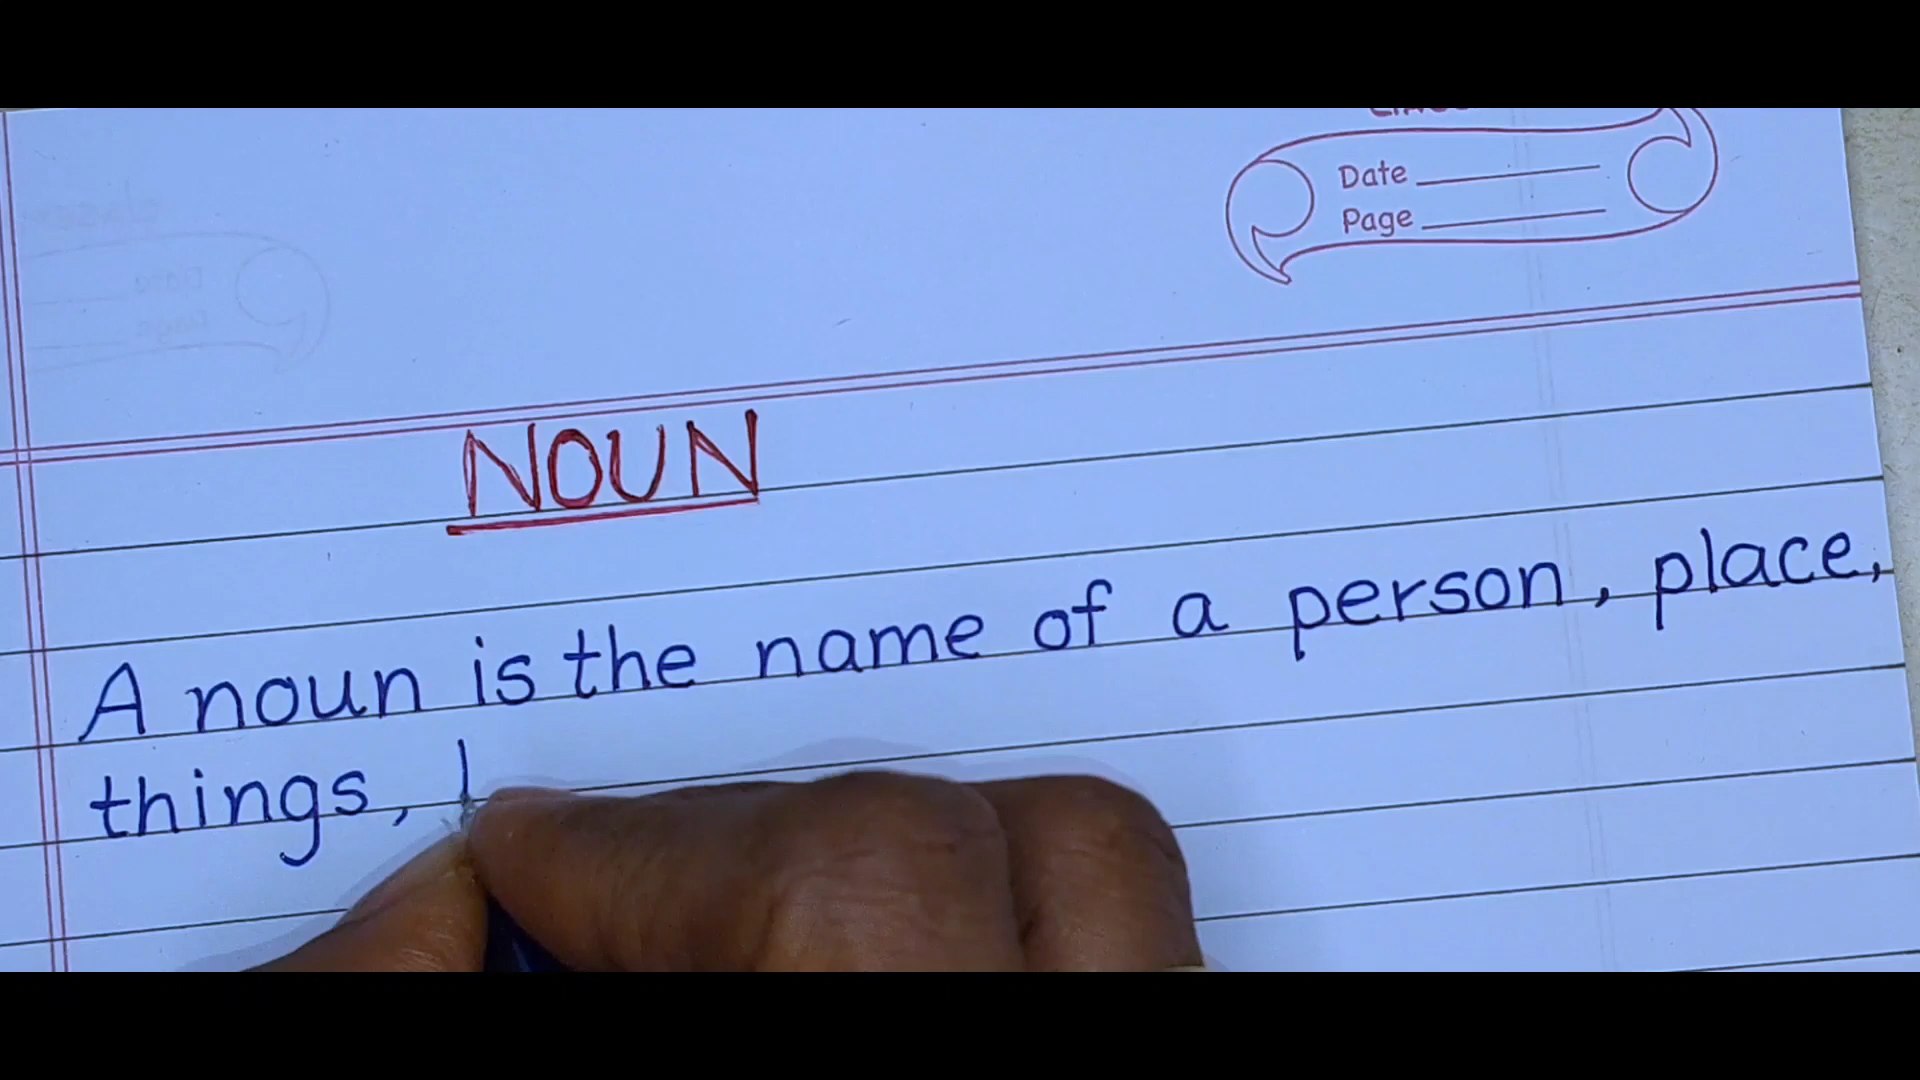 Date
Page
NOUN
A noun is the name of a person, place,
things,